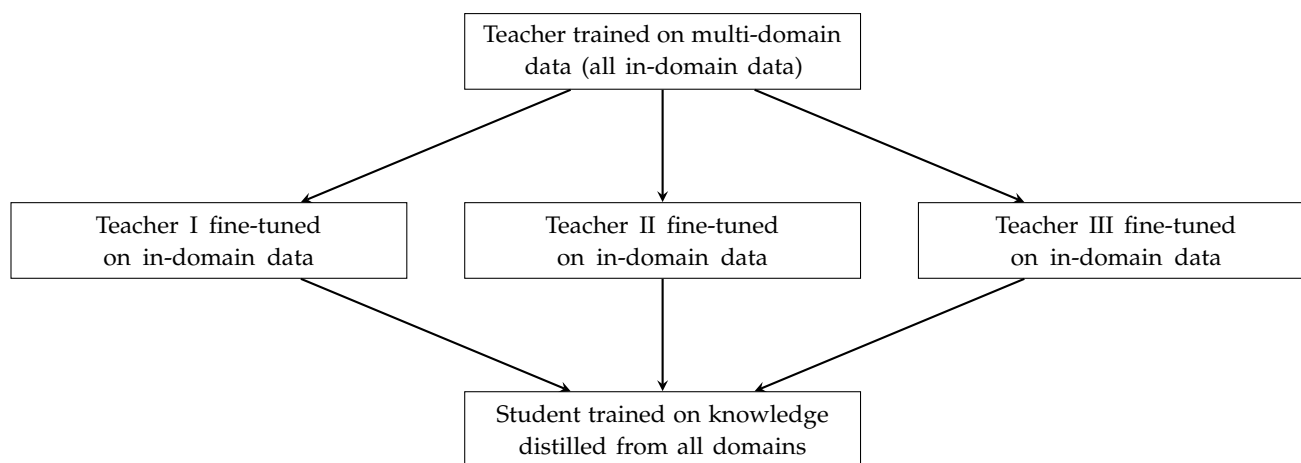 Teacher trained on multi-domain
data (all in-domain data)
Teacher I fine-tuned
on in-domain data
Teacher II fine-tuned
on in-domain data
Teacher III fine-tuned
on in-domain data
Student trained on knowledge
distilled from all domains